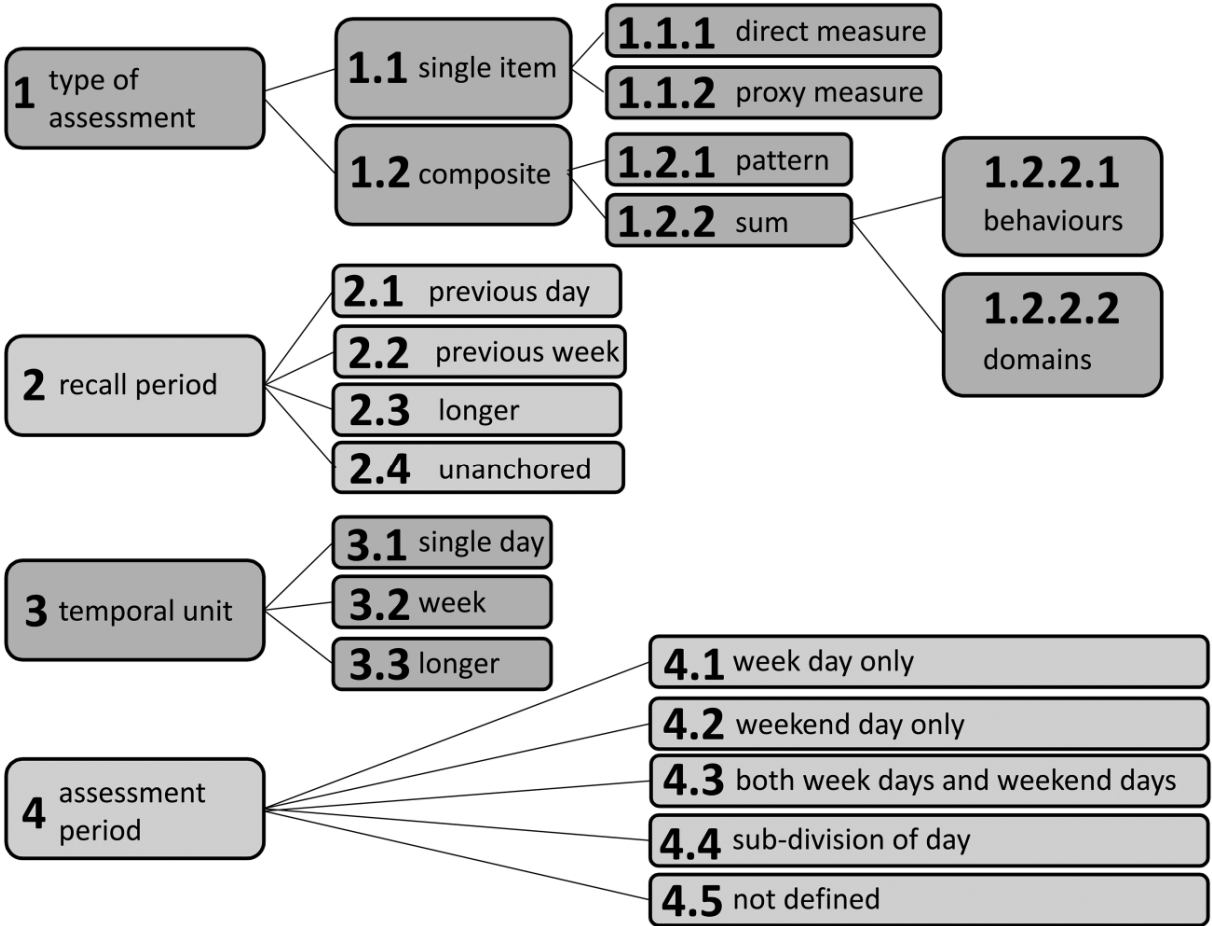 1 type of
assessment
1.1 single item
1.1.1 direct measure
1.1.2 proxy measure
1.2 composite
1.2.1 pattern
1.2.2 sum
1.2.2.1
behaviours
1.2.2.2
domains
2 recall period
2.1 previous day
2.2 previous week
2.3 longer
2.4 unanchored
3 temporal unit
3.1 single day
3.2 week
3.3 longer
4 assessment
period
4.1 week day only
4.2 weekend day only
4.3 both week days and weekend days
4.4 sub-division of day
4.5 not defined